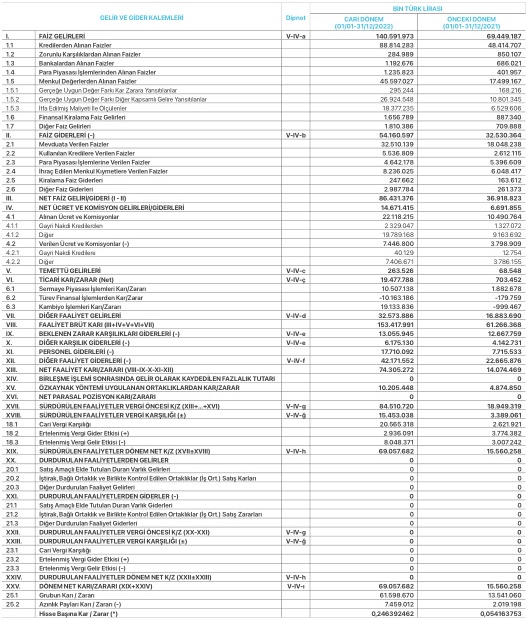 BİN TÜRK LİRASI
GELİR VE GİDER KALEMLERİ Dipnot CARİ DÖNEM ÖNCEKİ DÖNEM
(01/01-31/12/2022) (01/01-31/12/2021)
I. FAİZ GELİRLERİ V-IV-a 140.591.973 69.449.187
1.1 Kredilerden Alınan Faizler 88.814.283 48.414.707
1.2 Zorunlu Karşılıklardan Alınan Faizler 284.989 850.107
1.3 Bankalardan Alınan Faizler 1.192.676 686.021
1.4 Para Piyasası İşlemlerinden Alınan Faizler 1.235.823 401.957
1.5 Menkul Değerlerden Alınan Faizler 45.597.027 17.499.167
1.5.1 Gerçeğe Uygun Değer Farkı Kar Zarara Yansıtılanlar 295.244 168.216
1.5.2 Gerçeğe Uygun Değer Farkı Diğer Kapsamlı Gelire Yansıtılanlar 26.924.548 10.801.345
1.5.3 İtfa Edilmiş Maliyeti İle Ölçülenler 18.377.235 6.529.606
1.6 Finansal Kiralama Faiz Gelirleri 1.656.789 887.340
1.7 Diğer Faiz Gelirleri 1.810.386 709.888
II. FAİZ GİDERLERİ (-) V-IV-b 54.160.597 32.530.364
2.1 Mevduata Verilen Faizler 32.510.139 18.048.238
2.2 Kullanılan Kredilere Verilen Faizler 5.536.809 2.612.115
2.3 Para Piyasası İşlemlerine Verilen Faizler 4.642.178 5.396.609
2.4 İhraç Edilen Menkul Kıymetlere Verilen Faizler 8.236.025 6.048.417
2.5 Kiralama Faiz Giderleri 247.662 163.612
2.6 Diğer Faiz Giderleri 2.987.784 261.373
III. NET FAİZ GELİRİ/GİDERİ (I - II) 86.431.376 36.918.823
IV. NET ÜCRET VE KOMİSYON GELİRLERİ/GİDERLERİ 14.671.415 6.691.855
4.1 Alınan Ücret ve Komisyonlar 22.118.215 10.490.764
4.1.1 Gayri Nakdi Kredilerden 2.329.047 1.327.072
4.1.2 Diğer 19.789.168 9.163.692
4.2 Verilen Ücret ve Komisyonlar (-) 7.446.800 3.798.909
4.2.1 Gayri Nakdi Kredilere 40.129 12.754
4.2.2 Diğer 7.406.671 3.786.155
V. TEMETTÜ GELİRLERİ V-IV-c 263.526 68.548
VI. TİCARİ KAR/ZARAR (Net) V-IV-ç 19.477.788 703.452
6.1 Sermaye Piyasası İşlemleri Karı/Zararı 10.507.138 1.882.678
6.2 Türev Finansal İşlemlerden Kar/Zarar -10.163.186 -179.759
6.3 Kambiyo İşlemleri Karı/Zararı 19.133.836 -999.467
VII. DİĞER FAALİYET GELİRLERİ V-IV-d 32.573.886 16.883.690
VIII. FAALİYET BRÜT KARI (III+IV+V+VI+VII) 153.417.991 61.266.368
IX. BEKLENEN ZARAR KARŞILIKLARI GİDERLERİ (-) V-IV-e 13.055.945 12.667.759
X. DİĞER KARŞILIK GİDERLERİ (-) V-IV-e 6.175.130 4.142.731
XI. PERSONEL GİDERLERİ (-) 17.710.092 7.715.533
XII. DİĞER FAALİYET GİDERLERİ (-) V-IV-f 42.171.552 22.665.876
XIII. NET FAALİYET KARI/ZARARI (VIII-IX-X-XI-XII) 74.305.272 14.074.469
XIV. BİRLEŞME İŞLEMİ SONRASINDA GELİR OLARAK KAYDEDİLEN FAZLALIK TUTARI 0 0
XV. ÖZKAYNAK YÖNTEMİ UYGULANAN ORTAKLIKLARDAN KAR/ZARAR 10.205.448 4.874.850
XVI. NET PARASAL POZİSYON KARI/ZARARI 0 0
XVII. SÜRDÜRÜLEN FAALİYETLER VERGİ ÖNCESİ K/Z (XIII+...+XVI) V-IV-g 84.510.720 18.949.319
XVIII. SÜRDÜRÜLEN FAALİYETLER VERGİ KARŞILIĞI (±) V-IV-ğ 15.453.038 3.389.061
18.1 Cari Vergi Karşılığı 20.565.318 2.621.921
18.2 Ertelenmiş Vergi Gider Etkisi (+) 2.936.091 3.774.382
18.3 Ertelenmiş Vergi Gelir Etkisi (-) 8.048.371 3.007.242
XIX. SÜRDÜRÜLEN FAALİYETLER DÖNEM NET K/Z (XVII±XVIII) V-IV-h 69.057.682 15.560.258
XX. DURDURULAN FAALİYETLERDEN GELİRLER 0 0
20.1 Satış Amaçlı Elde Tutulan Duran Varlık Gelirleri 0 0
20.2 İştirak, Bağlı Ortaklık ve Birlikte Kontrol Edilen Ortaklıklar (İş Ort.) Satış Karları 0 0
20.3 Diğer Durdurulan Faaliyet Gelirleri 0 0
XXI. DURDURULAN FAALİYETLERDEN GİDERLER (-) 0 0
21.1 Satış Amaçlı Elde Tutulan Duran Varlık Giderleri 0 0
21.2 İştirak, Bağlı Ortaklık ve Birlikte Kontrol Edilen Ortaklıklar (İş Ort.) Satış Zararları 0 0
21.3 Diğer Durdurulan Faaliyet Giderleri 0 0
XXII. DURDURULAN FAALİYETLER VERGİ ÖNCESİ K/Z (XX-XXI) V-IV-g 0 0
XXIII. DURDURULAN FAALİYETLER VERGİ KARŞILIĞI (±) V-IV-ğ 0 0
23.1 Cari Vergi Karşılığı 0 0
23.2 Ertelenmiş Vergi Gider Etkisi (+) 0 0
23.3 Ertelenmiş Vergi Gelir Etkisi (-) 0 0
XXIV. DURDURULAN FAALİYETLER DÖNEM NET K/Z (XXII±XXIII) V-IV-h 0 0
XXV. DÖNEM NET KARI/ZARARI (XIX+XXIV) V-IV-ı 69.057.682 15.560.258
25.1 Grubun Karı / Zararı 61.598.670 13.541.060
25.2 Azınlık Payları Karı / Zararı (-) 7.459.012 2.019.198
Hisse Başına Kar / Zarar (*) 0,246392462 0,054163753